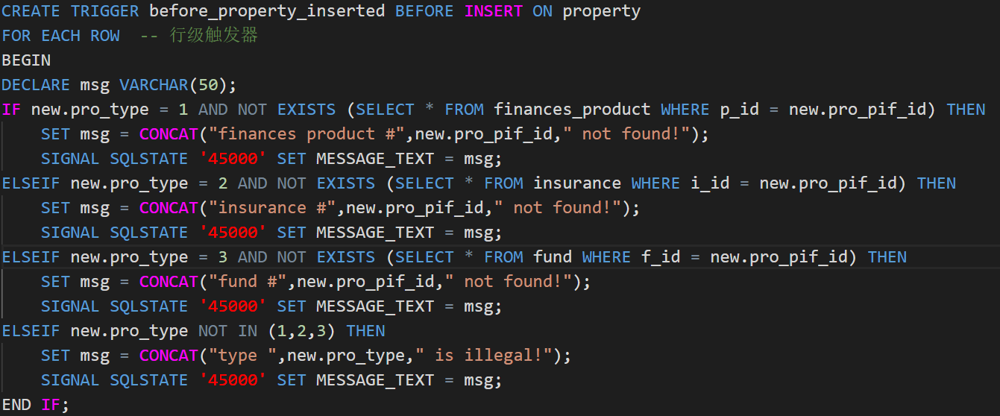 CREATE TRIGGER before_property_inserted BEFORE INSERT ON property
FOR EACH ROW  -- 行级触发器
BEGIN
DECLARE msg VARCHAR(50);
IF new.pro_type = 1 AND NOT EXISTS (SELECT * FROM finances_product WHERE p_id = new.pro_pif_id) THEN
    SET msg = CONCAT("finances product #",new.pro_pif_id," not found!");
    SIGNAL SQLSTATE '45000' SET MESSAGE_TEXT = msg;
ELSEIF new.pro_type = 2 AND NOT EXISTS (SELECT * FROM insurance WHERE i_id = new.pro_pif_id) THEN
    SET msg = CONCAT("insurance #",new.pro_pif_id," not found!");
    SIGNAL SQLSTATE '45000' SET MESSAGE_TEXT = msg;
ELSEIF new.pro_type = 3 AND NOT EXISTS (SELECT * FROM fund WHERE f_id = new.pro_pif_id) THEN
    SET msg = CONCAT("fund #",new.pro_pif_id," not found!");
    SIGNAL SQLSTATE '45000' SET MESSAGE_TEXT = msg;
ELSEIF new.pro_type NOT IN (1,2,3) THEN
    SET msg = CONCAT("type ",new.pro_type," is illegal!");
    SIGNAL SQLSTATE '45000' SET MESSAGE_TEXT = msg;
END IF;